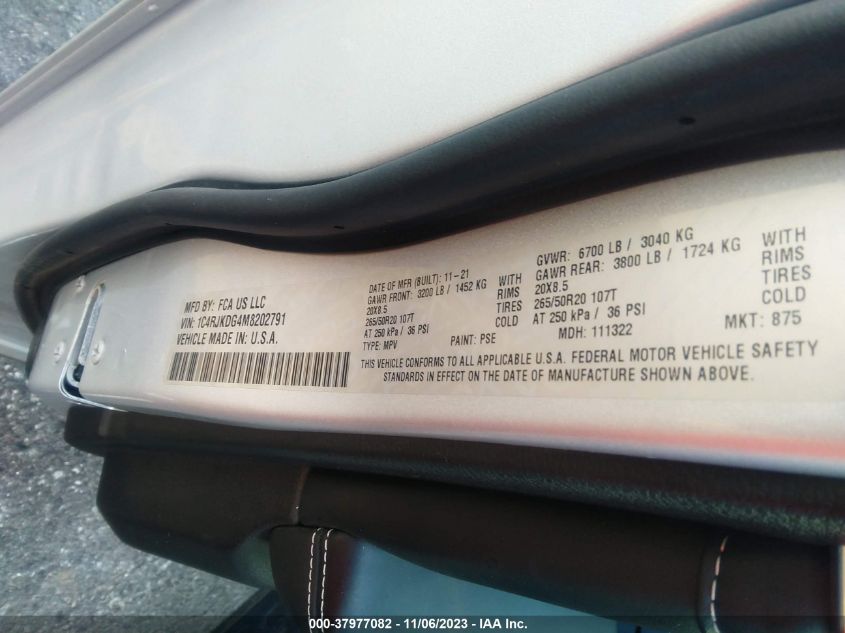 MFD BY: FCA US LLC
VIN: 1C4RJKDG4M8202791
VEHICLE MADE IN: U.S.A.
DATE OF MFR (BUILT): 11-21
GAWR FRONT: 3200 LB / 1452 KG WITH
20X8.5 RIMS
265/50R20 107T TIRES
AT 250 kPa / 36 PSI COLD
TYPE: MPV PAINT: PSE
GVWR: 6700 LB / 3040 KG
GAWR REAR: 3800 LB / 1724 KG WITH
20X8.5 RIMS
265/50R20 107T TIRES
AT 250 kPa / 36 PSI COLD
MDH: 111322 MKT: 875
THIS VEHICLE CONFORMS TO ALL APPLICABLE U.S.A. FEDERAL MOTOR VEHICLE SAFETY
STANDARDS IN EFFECT ON THE DATE OF MANUFACTURE SHOWN ABOVE.
000-37977082 - 11/06/2023 - IAA Inc.